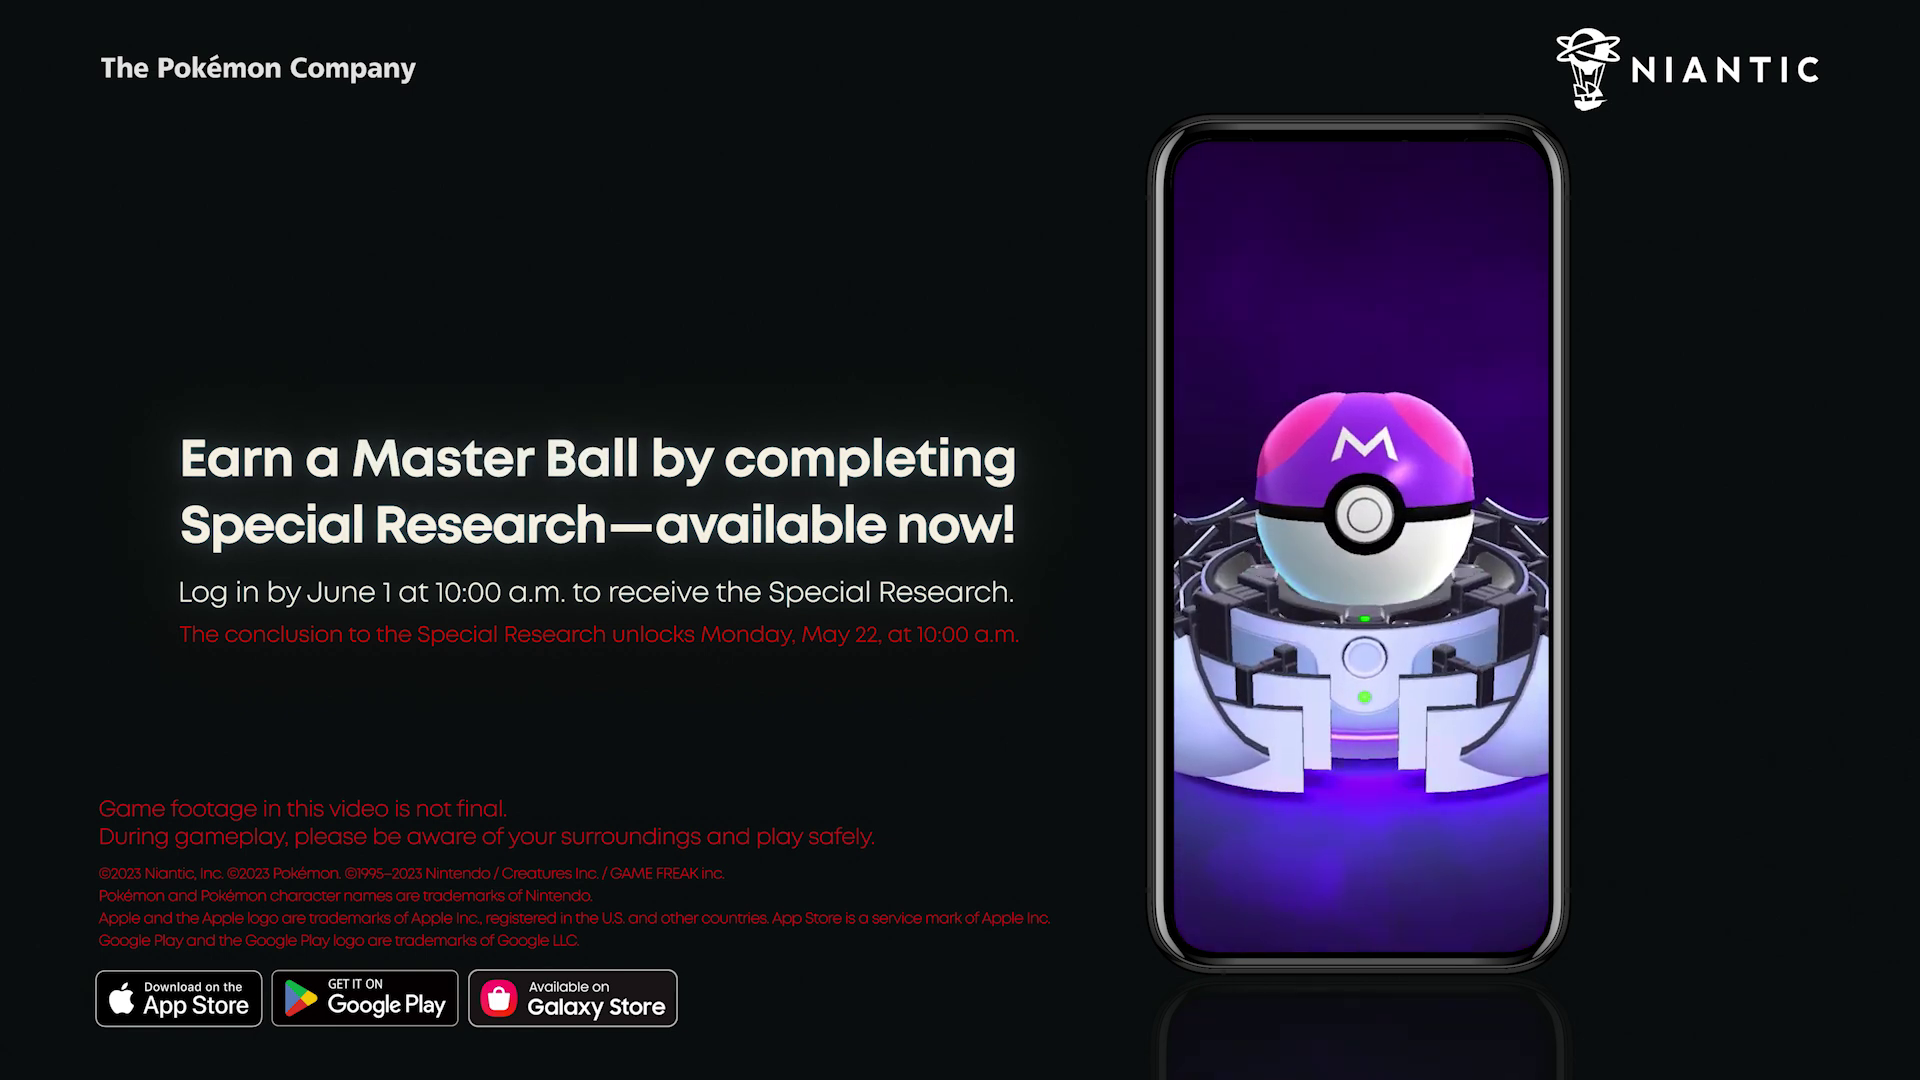 The Pokémon Company
NIANTIC
M
Earn a Master Ball by completing
Special Research—available now!
Log in by June 1 at 10:00 a.m. to receive the Special Research.
The conclusion to the Special Research unlocks Monday, May 22, at 10:00 a.m.
Game footage in this video is not final.
During gameplay, please be aware of your surroundings and play safely.
©2023 Niantic, Inc. ©2023 Pokémon. ©1995–2023 Nintendo / Creatures Inc. / GAME FREAK inc.
Pokémon and Pokémon character names are trademarks of Nintendo.
Apple and the Apple logo are trademarks of Apple Inc., registered in the U.S. and other countries. App Store is a service mark of Apple Inc.
Google Play and the Google Play logo are trademarks of Google LLC.
Download on the
App Store
GET IT ON
Google Play
Available on
Galaxy Store